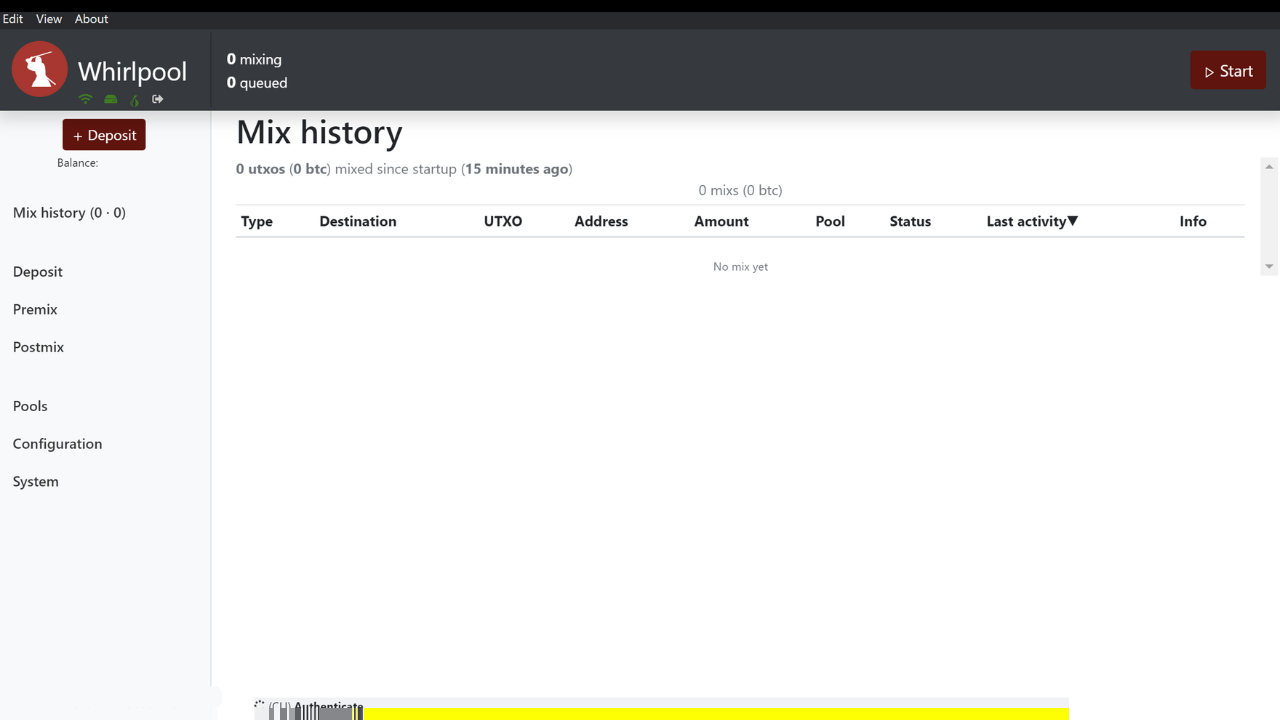 Edit View About
Whirlpool
0 mixing
0 queued
Start
+ Deposit
Balance:
Mix history (0 · 0)
Deposit
Premix
Postmix
Pools
Configuration
System
Mix history
0 utxos (0 btc) mixed since startup (15 minutes ago)
0 mixs (0 btc)
Type Destination UTXO Address Amount Pool Status Last activity▼ Info
No mix yet
Authenticate